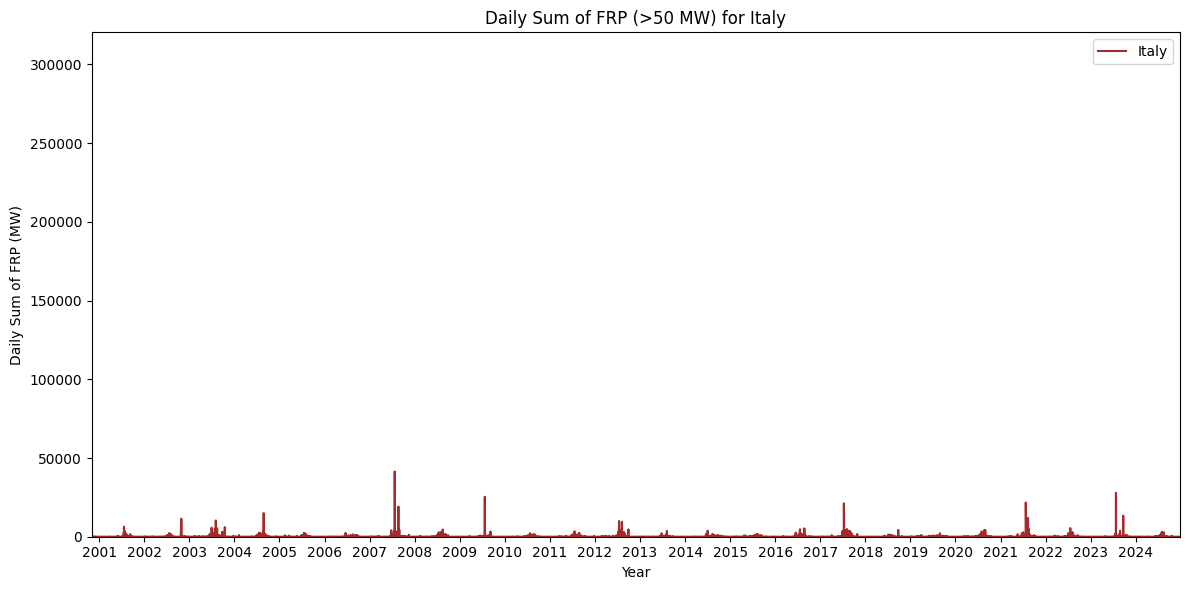 Daily Sum of FRP (>50 MW) for Italy
Italy
Daily Sum of FRP (MW)
300000
250000
200000
150000
100000
50000
0
2001 2002 2003 2004 2005 2006 2007 2008 2009 2010 2011 2012 2013 2014 2015 2016 2017 2018 2019 2020 2021 2022 2023 2024
Year